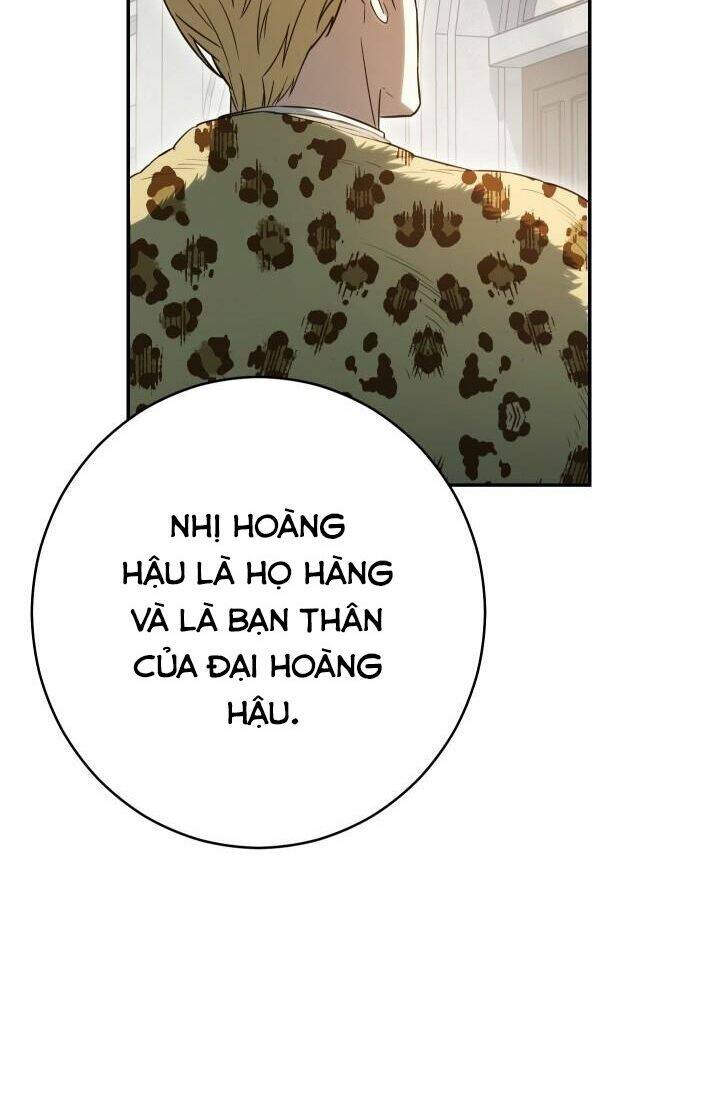 NHỊ HOÀNG
HẬU LÀ HỌ HÀNG
VÀ LÀ BẠN THÂN
CỦA ĐẠI HOÀNG
HẬU.